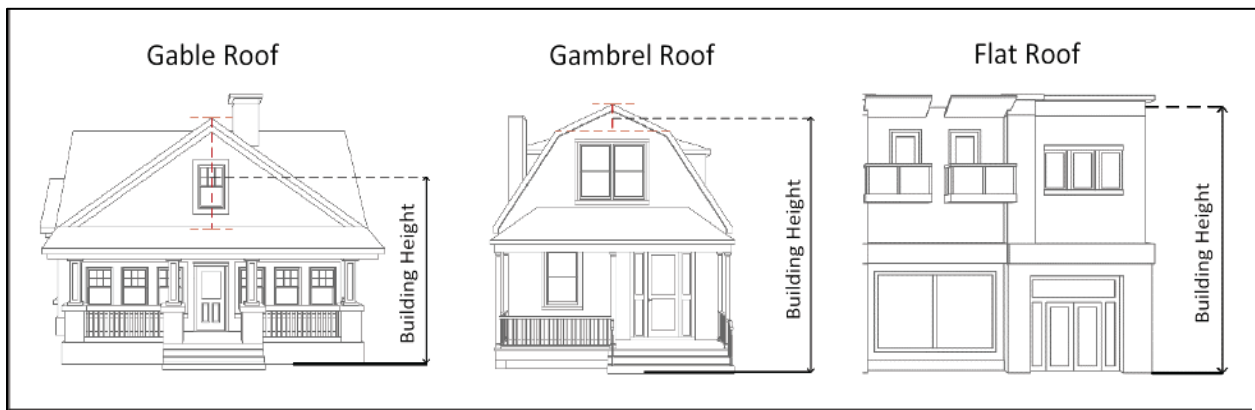 Gable Roof
Gambrel Roof
Flat Roof
Building Height
Building Height
Building Height